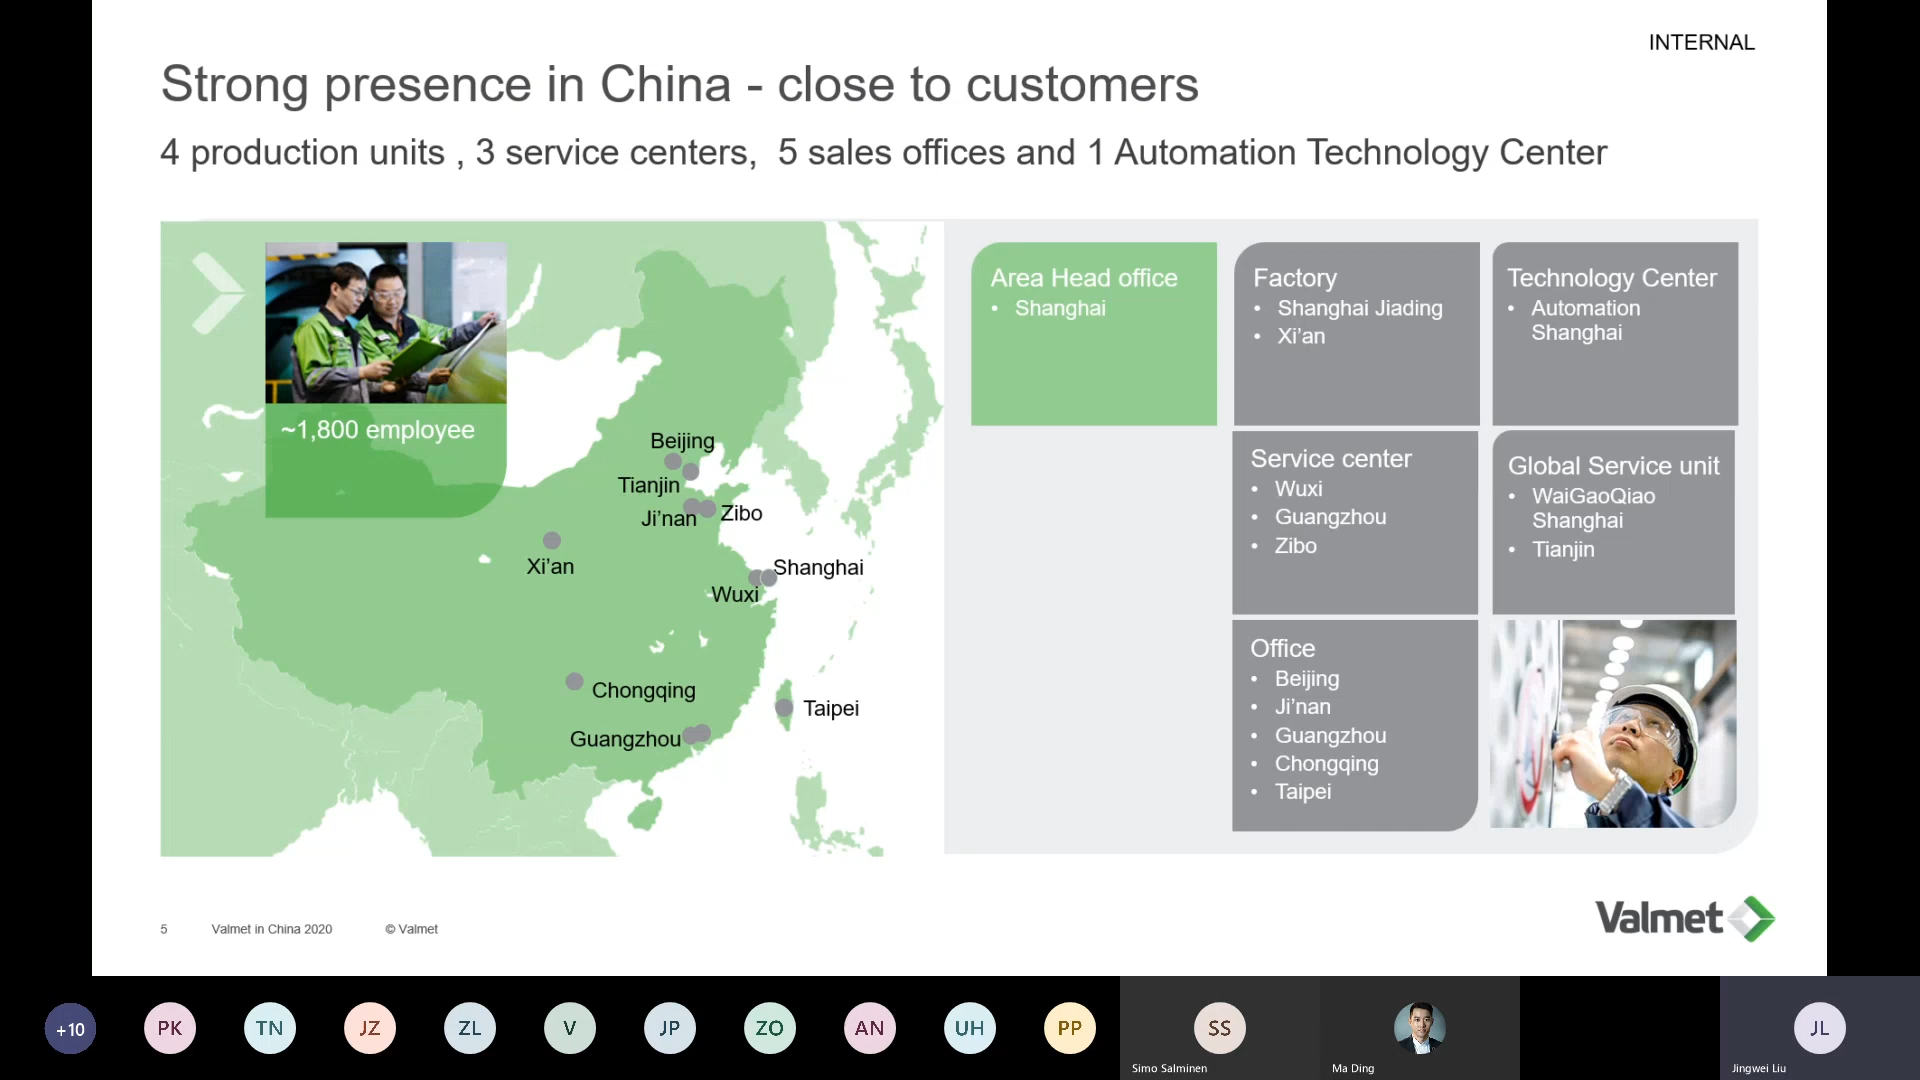 INTERNAL
Strong presence in China - close to customers
4 production units , 3 service centers, 5 sales offices and 1 Automation Technology Center
~1,800 employee
Beijing
Tianjin
Ji’nan
Zibo
Xi’an
Shanghai
Wuxi
Chongqing
Taipei
Guangzhou
Area Head office
• Shanghai
Factory
• Shanghai Jiading
• Xi’an
Technology Center
• Automation
Shanghai
Service center
• Wuxi
• Guangzhou
• Zibo
Global Service unit
• WaiGaoQiao
Shanghai
• Tianjin
Office
• Beijing
• Ji’nan
• Guangzhou
• Chongqing
• Taipei
5 Valmet in China 2020 © Valmet
Valmet
+10 PK TN JZ ZL V JP ZO AN UH PP SS JL
Simo Salminen Ma Ding Jingwei Liu